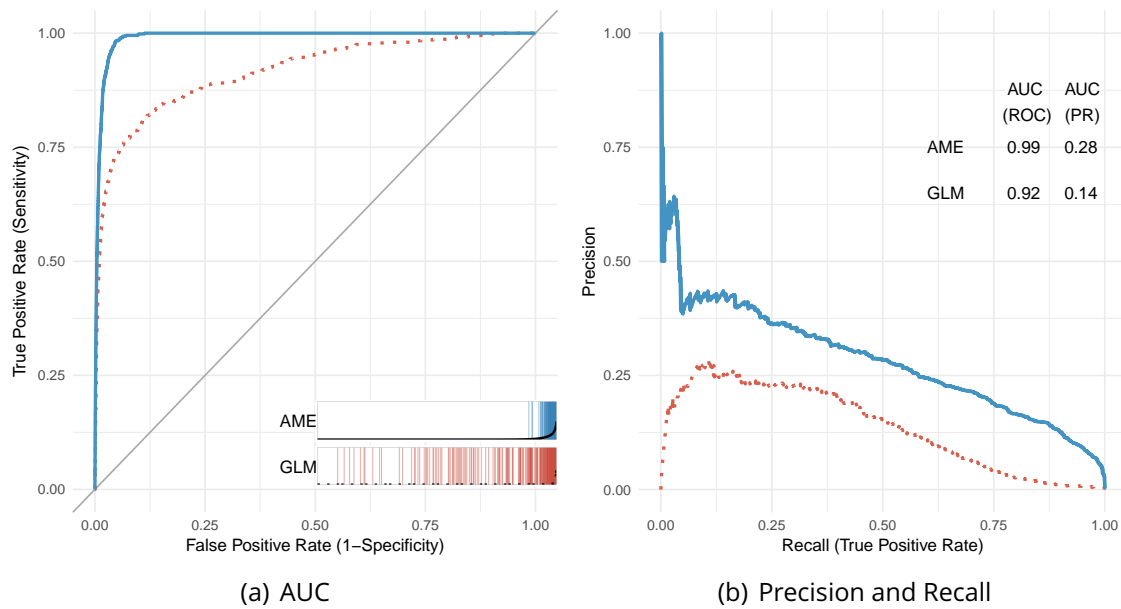 1.00
0.75
0.50
0.25
0.00
True Positive Rate (Sensitivity)
AME
GLM
0.00 0.25 0.50 0.75 1.00
False Positive Rate (1−Specificity)
(a) AUC
1.00
0.75
0.50
0.25
0.00
Precision
AUC AUC
(ROC) (PR)
AME 0.99 0.28
GLM 0.92 0.14
0.00 0.25 0.50 0.75 1.00
Recall (True Positive Rate)
(b) Precision and Recall